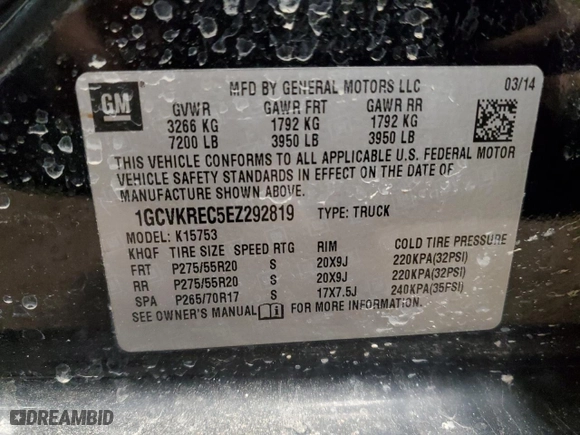 GM
MFD BY GENERAL MOTORS LLC 03/14
GVWR GAWR FRT GAWR RR
3266 KG 1792 KG 1792 KG
7200 LB 3950 LB 3950 LB
THIS VEHICLE CONFORMS TO ALL APPLICABLE U.S. FEDERAL MOTOR
VEHICLE SAFETY STANDARDS IN EFFECT ON THE DATE OF
MANUFACTURE SHOWN ABOVE.
1GCVKREC5EZ292819 TYPE: TRUCK
MODEL: K15753
KHQF TIRE SIZE SPEED RTG RIM COLD TIRE PRESSURE
FRT P275/55R20 S 20X9J 220KPA(32PSI)
RR P275/55R20 S 20X9J 220KPA(32PSI)
SPA P265/70R17 S 17X7.5J 240KPA(35PSI)
SEE OWNER'S MANUAL FOR MORE INFORMATION.
DREAMBID